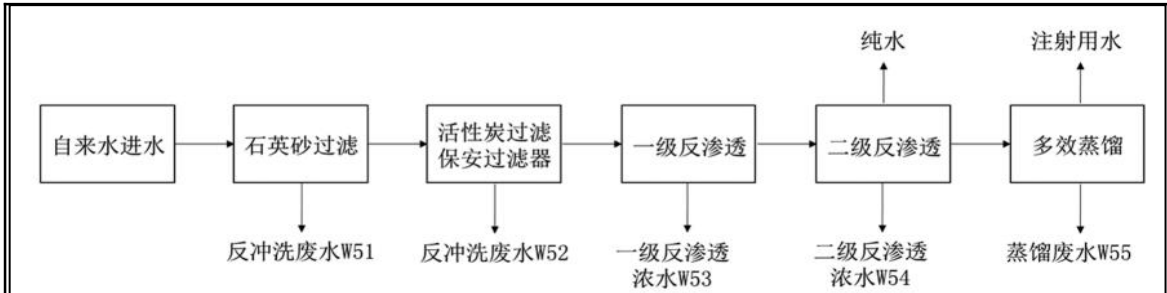 纯水
注射用水
自来水进水
石英砂过滤
活性炭过滤
保安过滤器
一级反渗透
二级反渗透
多效蒸馏
反冲洗废水W51
反冲洗废水W52
一级反渗透
浓水W53
二级反渗透
浓水W54
蒸馏废水W55